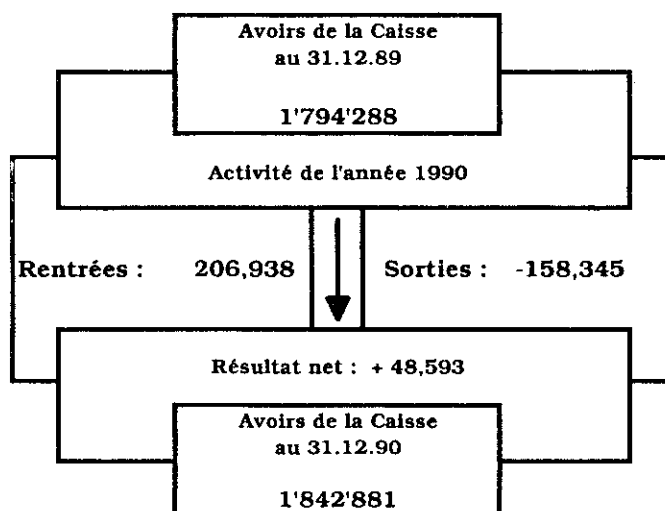 Avoirs de la Caisse
au 31.12.89
1'794'288
Activité de l'année 1990
Rentrées : 206,938 Sorties : -158,345
Résultat net : + 48,593
Avoirs de la Caisse
au 31.12.90
1'842'881